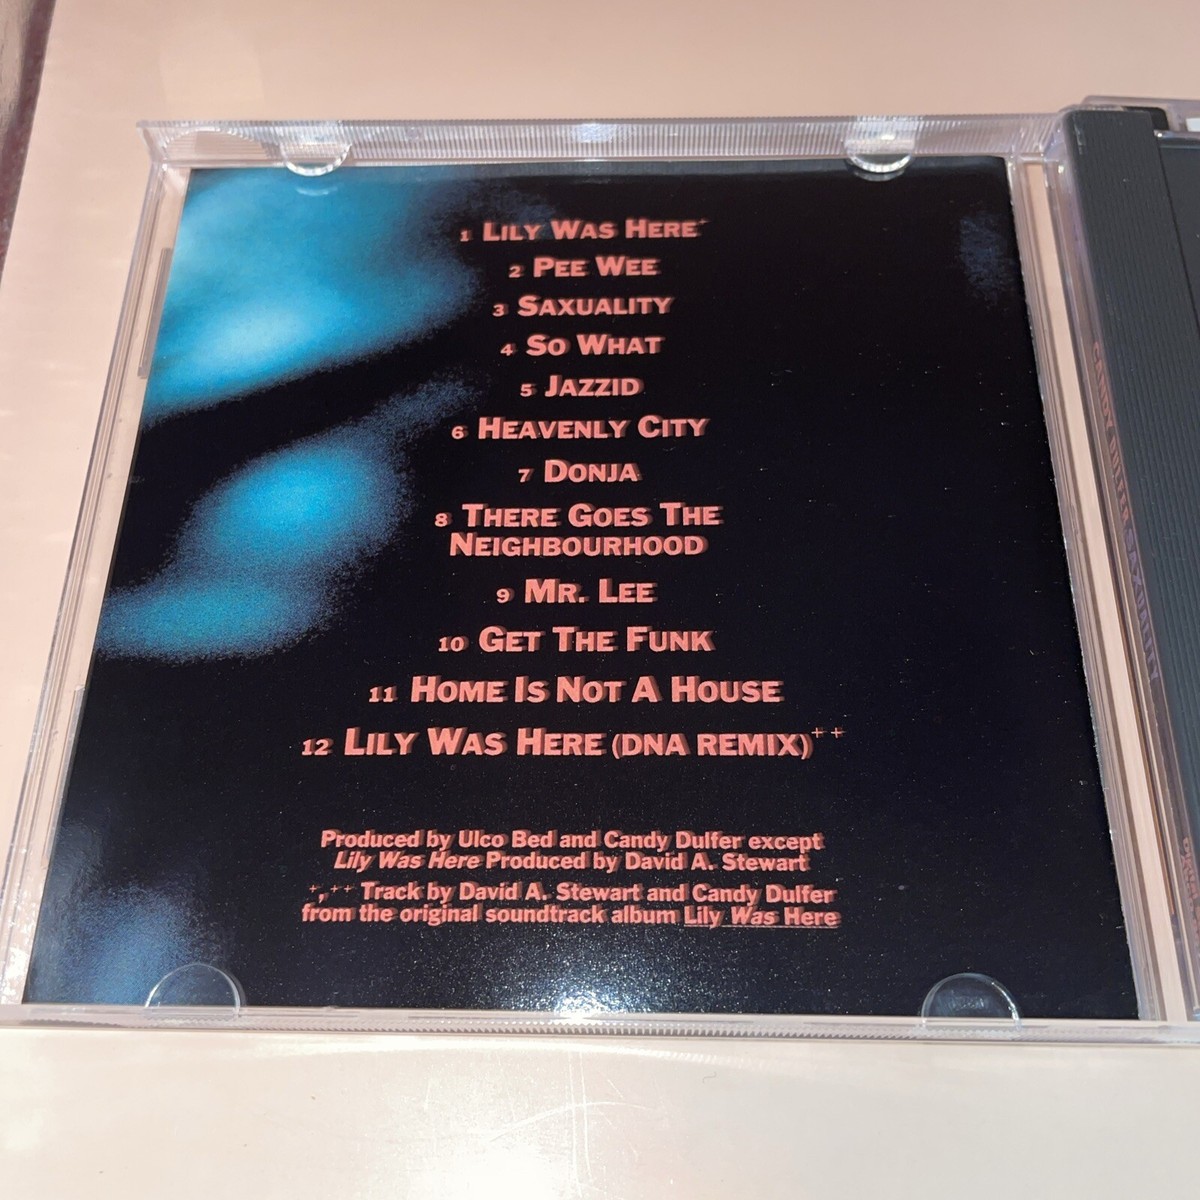 1 LILY WAS HERE+
2 PEE WEE
3 SAXUALITY
4 SO WHAT
5 JAZZID
6 HEAVENLY CITY
7 DONJA
8 THERE GOES THE
NEIGHBOURHOOD
9 MR. LEE
10 GET THE FUNK
11 HOME IS NOT A HOUSE
12 LILY WAS HERE (DNA REMIX)++
Produced by Ulco Bed and Candy Dulfer except
Lily Was Here Produced by David A. Stewart
+,++ Track by David A. Stewart and Candy Dulfer
from the original soundtrack album Lily Was Here
CANDY DULFER SAXUALITY